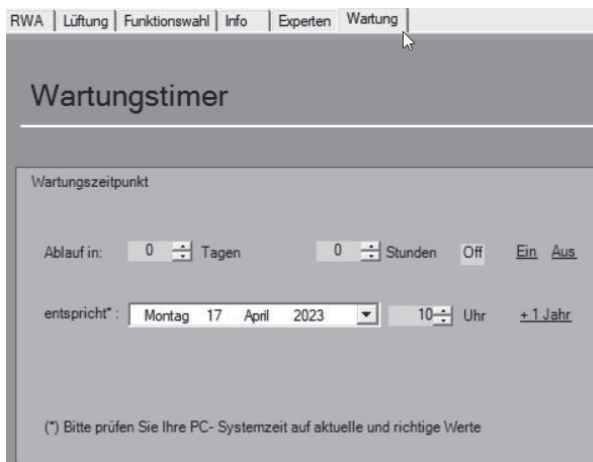 RWA Lüftung Funktionswahl Info Experten Wartung
Wartungstimer
Wartungszeitpunkt
Ablauf in: 0 Tagen 0 Stunden Off Ein Aus
entspricht* : Montag 17 April 2023 10 Uhr + 1 Jahr
(*) Bitte prüfen Sie Ihre PC- Systemzeit auf aktuelle und richtige Werte